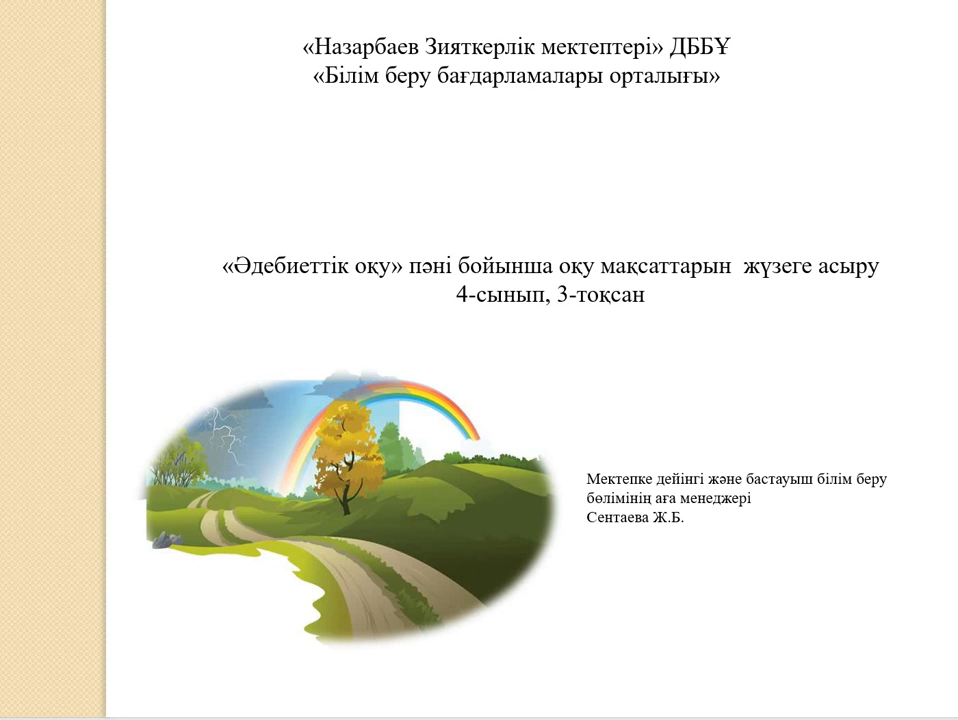 «Назарбаев Зияткерлік мектептері» ДББҰ
«Білім беру бағдарламалары орталығы»
«Әдебиеттік оқу» пәні бойынша оқу мақсаттарын жүзеге асыру
4-сынып, 3-тоқсан
Мектепке дейінгі және бастауыш білім беру
бөлімінің аға менеджері
Сентаева Ж.Б.